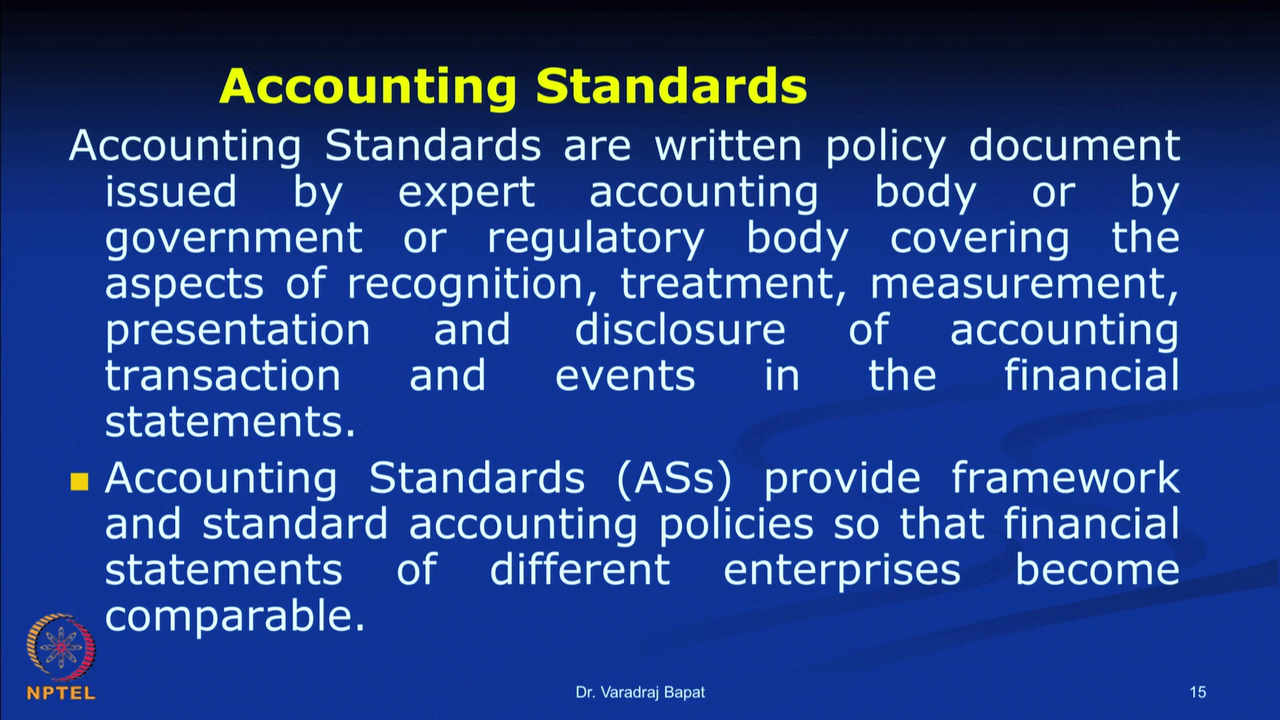 Accounting Standards
Accounting Standards are written policy document
issued by expert accounting body or by
government or regulatory body covering the
aspects of recognition, treatment, measurement,
presentation and disclosure of accounting
transaction and events in the financial
statements.
Accounting Standards (ASs) provide framework
and standard accounting policies so that financial
statements of different enterprises become
comparable.
NPTEL
Dr. Varadraj Bapat
15